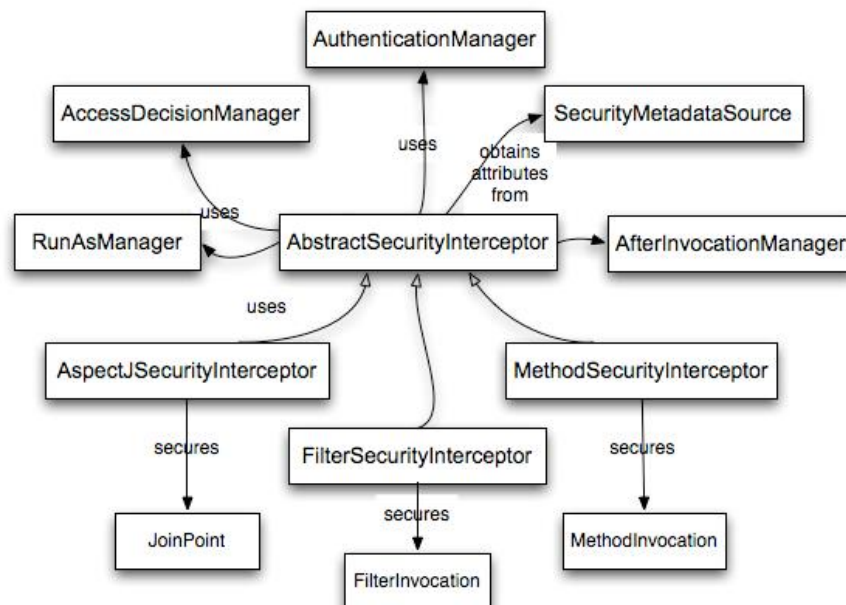 AuthenticationManager
AccessDecisionManager
SecurityMetadataSource
uses
obtains
attributes
from
uses
RunAsManager
AbstractSecurityInterceptor
AfterInvocationManager
uses
AspectJSecurityInterceptor
MethodSecurityInterceptor
secures
FilterSecurityInterceptor
secures
secures
JoinPoint
MethodInvocation
FilterInvocation